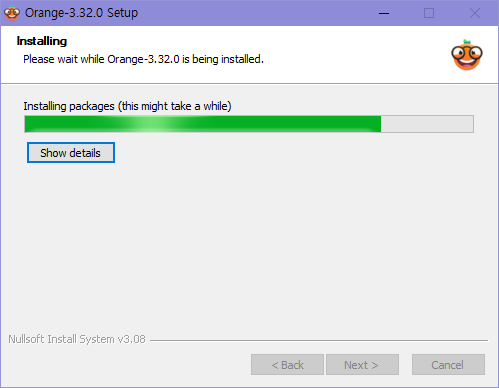 Orange-3.32.0 Setup
Installing
Please wait while Orange-3.32.0 is being installed.
Installing packages (this might take a while)
Show details
Nullsoft Install System v3.08
< Back Next > Cancel